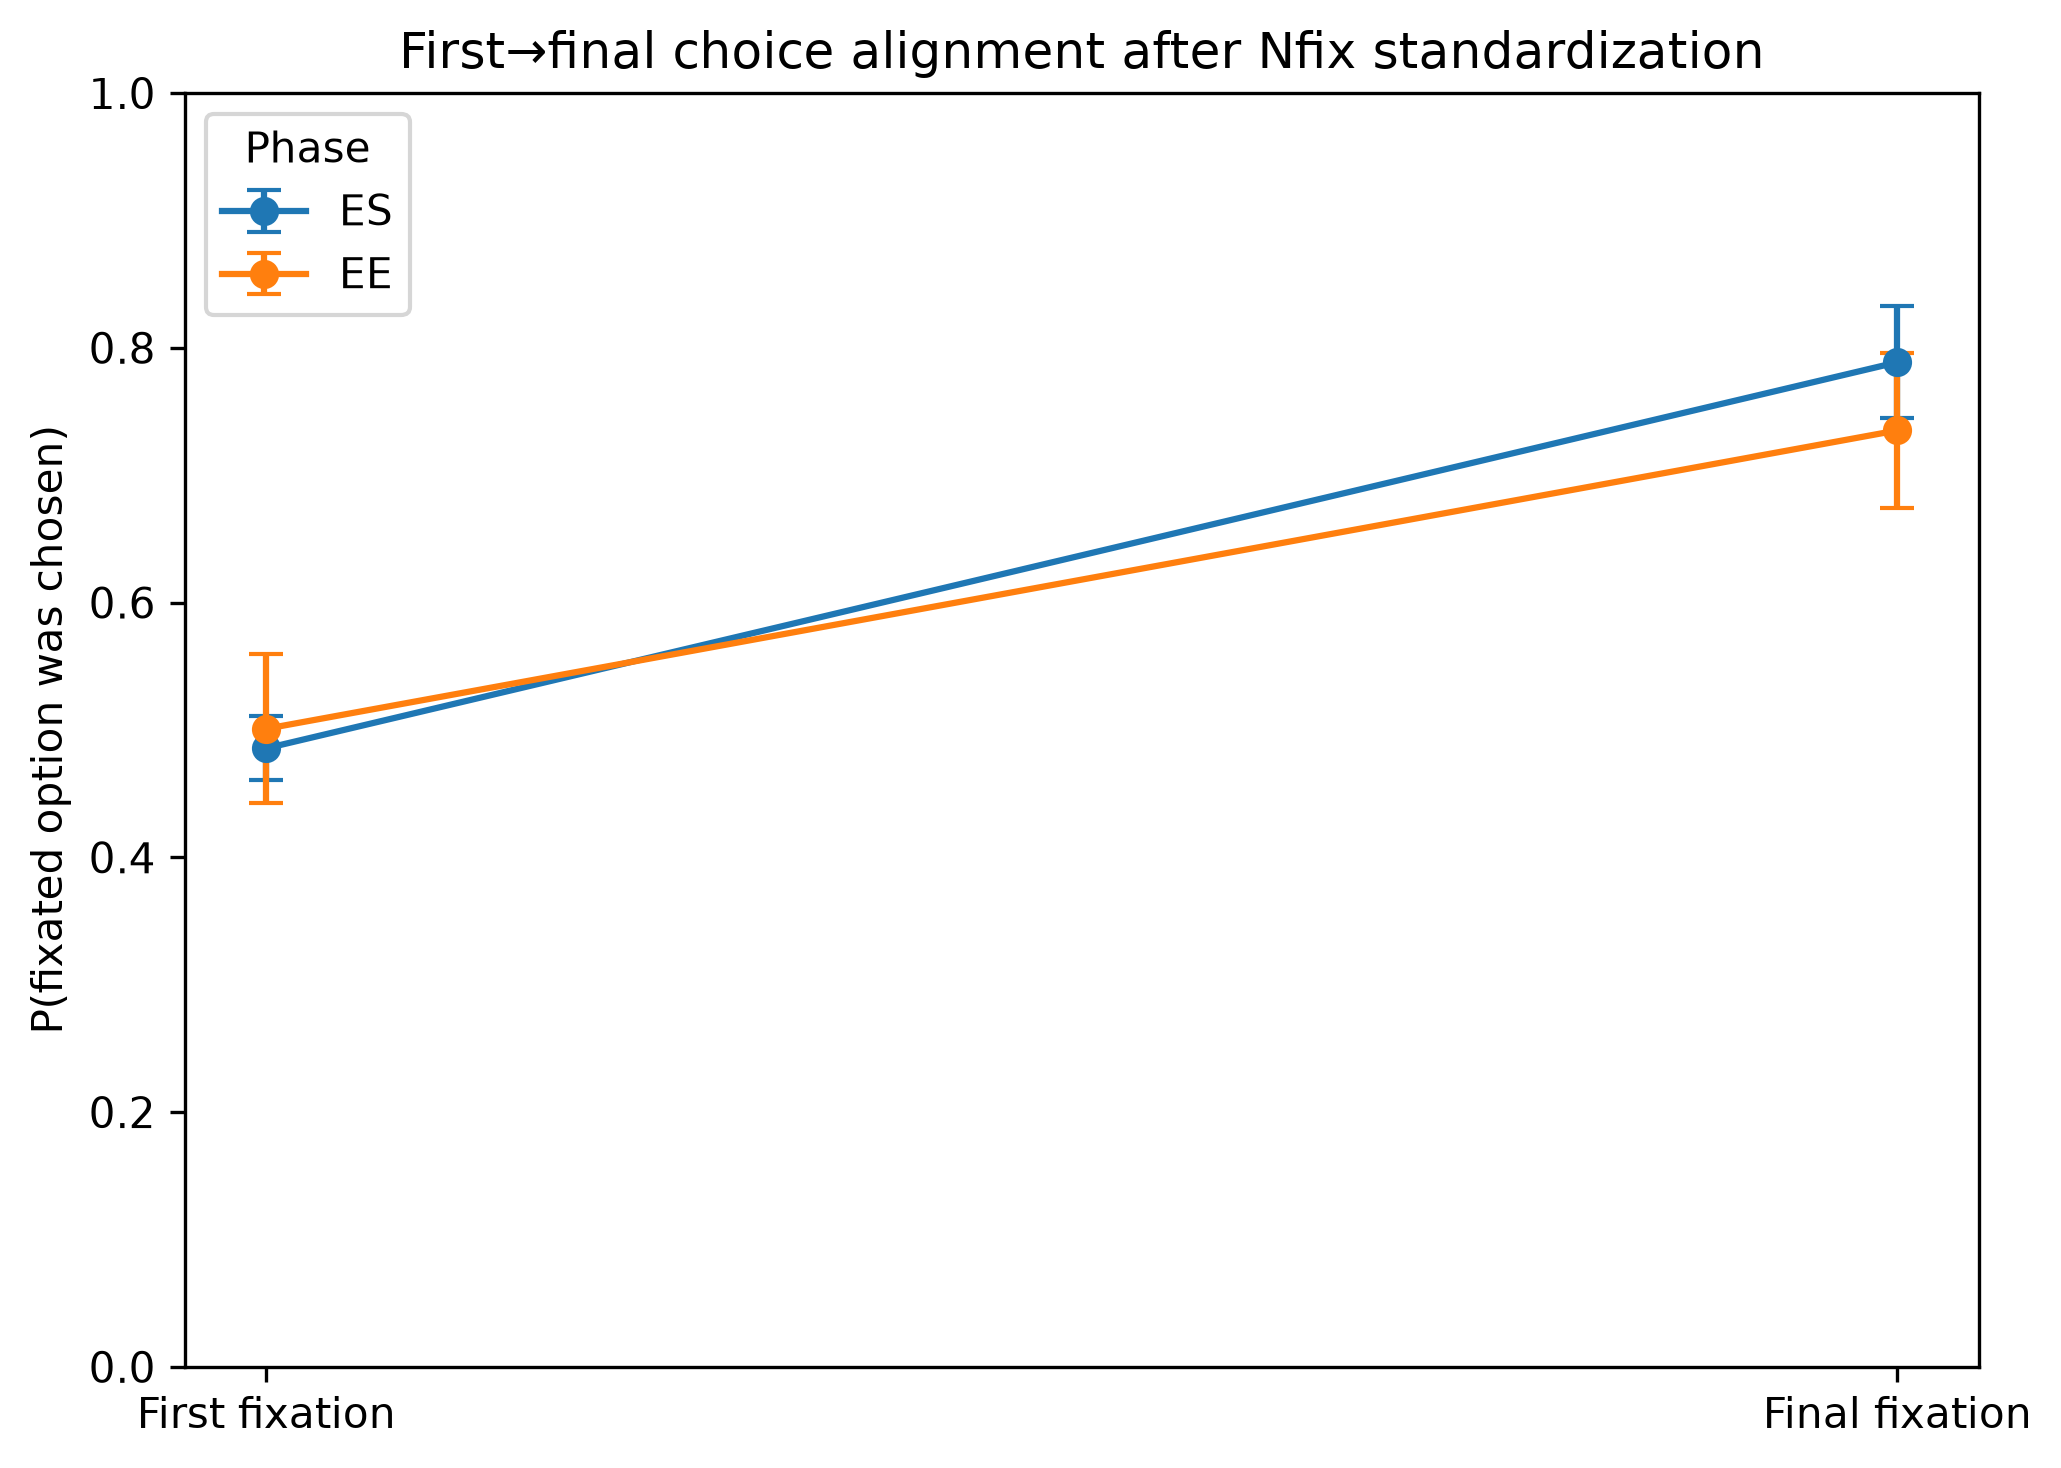 First→final choice alignment after Nfix standardization
Phase
ES
EE
P(fixated option was chosen)
1.0
0.8
0.6
0.4
0.2
0.0
First fixation
Final fixation